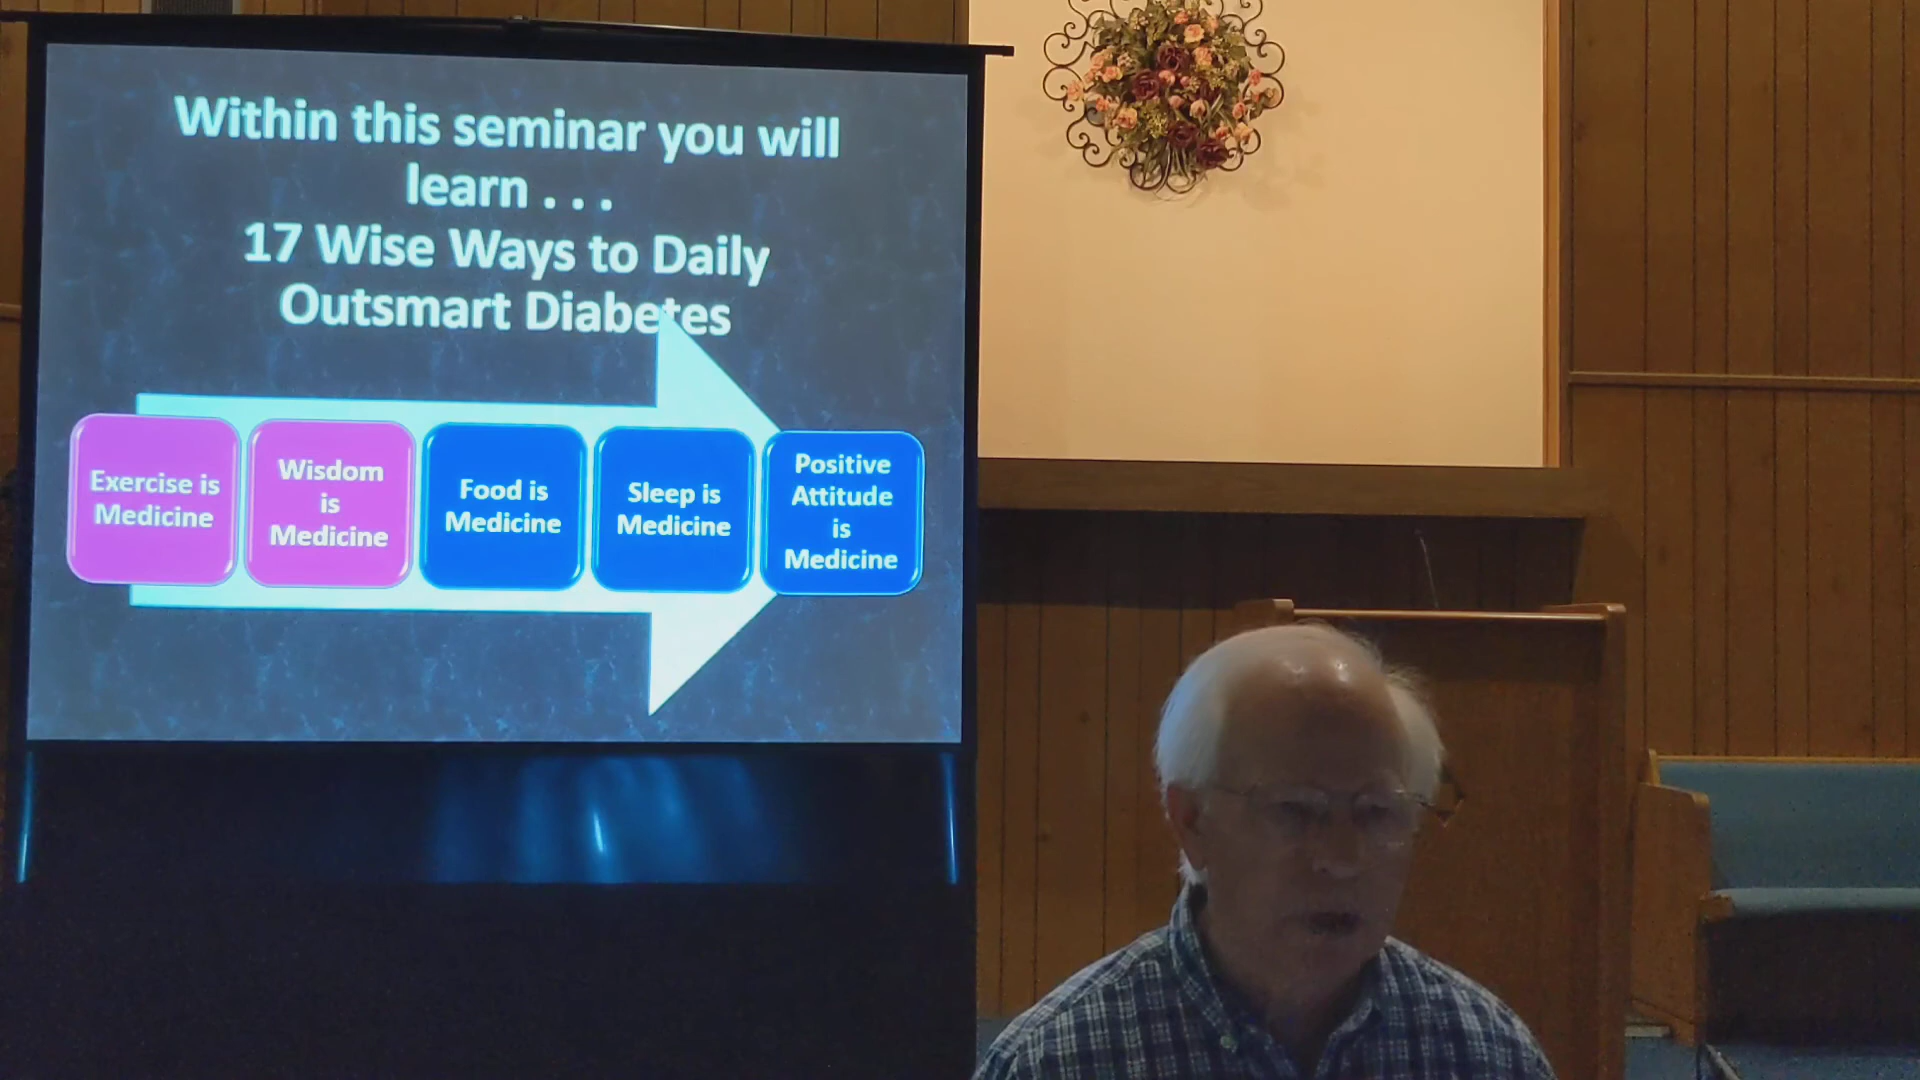 Within this seminar you will
learn . . .
17 Wise Ways to Daily
Outsmart Diabetes
Exercise is
Medicine
Wisdom
is
Medicine
Food is
Medicine
Sleep is
Medicine
Positive
Attitude
is
Medicine